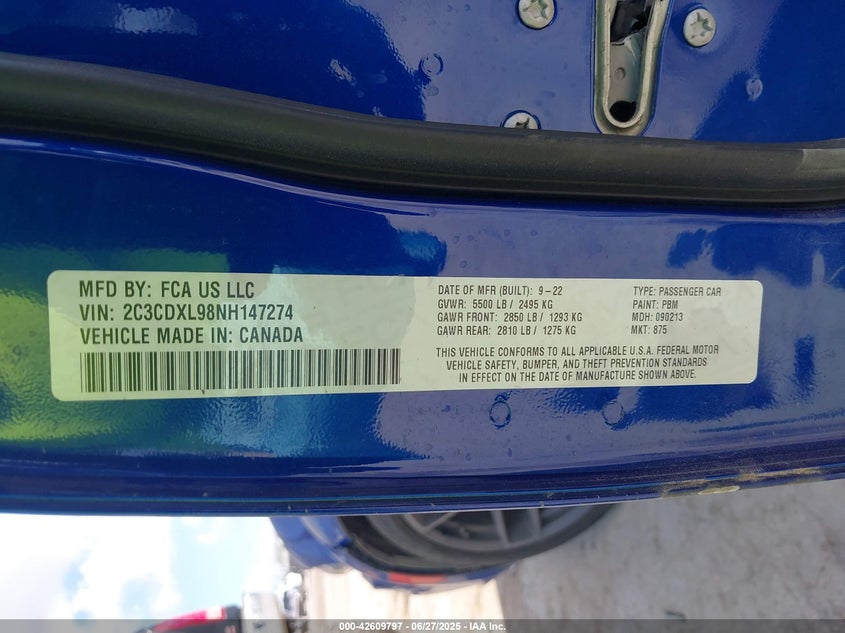 MFD BY: FCA US LLC
VIN: 2C3CDXL98NH147274
VEHICLE MADE IN: CANADA
DATE OF MFR (BUILT): 9-22
GVWR: 5500 LB / 2495 KG
GAWR FRONT: 2850 LB / 1293 KG
GAWR REAR: 2810 LB / 1275 KG
TYPE: PASSENGER CAR
PAINT: PBM
MDH: 090213
MKT: 875
THIS VEHICLE CONFORMS TO ALL APPLICABLE U.S.A. FEDERAL MOTOR
VEHICLE SAFETY, BUMPER, AND THEFT PREVENTION STANDARDS
IN EFFECT ON THE DATE OF MANUFACTURE SHOWN ABOVE.
000-42609797 - 06/27/2025 - IAA Inc.